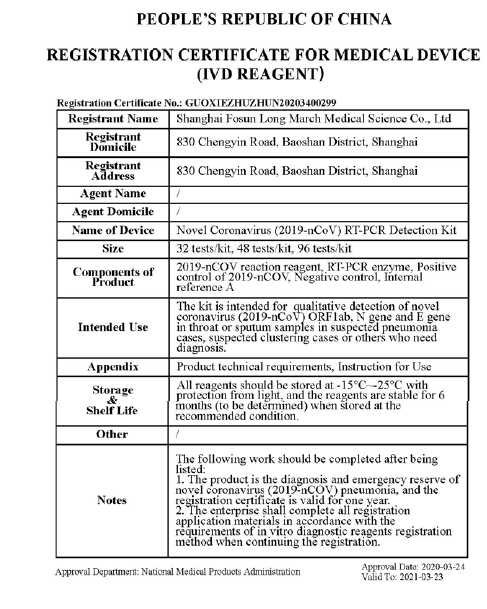 PEOPLE'S REPUBLIC OF CHINA
REGISTRATION CERTIFICATE FOR MEDICAL DEVICE
(IVD REAGENT)
Registration Certificate No.: GUOXIEZHUZHUN20203400299
Registrant Name
Shanghai Fosun Long March Medical Science Co., Ltd
Registrant
Domicile
830 Chengyin Road, Baoshan District, Shanghai
Registrant
Address
830 Chengyin Road, Baoshan District, Shanghai
Agent Name
/
Agent Domicile
/
Name of Device
Novel Coronavirus (2019-nCoV) RT-PCR Detection Kit
Size
32 tests/kit, 48 tests/kit, 96 tests/kit
Components of
Product
2019-nCOV reaction reagent, RT-PCR enzyme, Positive
control of 2019-nCOV, Negative control, Internal
reference A
Intended Use
The kit is intended for qualitative detection of novel
coronavirus (2019-nCoV) ORF1ab, N gene and E gene
in throat or sputum samples in suspected pneumonia
cases, suspected clustering cases or others who need
diagnosis.
Appendix
Product technical requirements, Instruction for Use
Storage
&
Shelf Life
All reagents should be stored at -15°C~-25°C with
protection from light, and the reagents are stable for 6
months (to be determined) when stored at the
recommended condition.
Other
/
Notes
The following work should be completed after being
listed:
1. The product is the diagnosis and emergency reserve of
novel coronavirus (2019-nCOV) pneumonia, and the
registration certificate is valid for one year.
2. The enterprise shall complete all registration
application materials in accordance with the
requirements of in vitro diagnostic reagents registration
method when continuing the registration.
Approval Department: National Medical Products Administration
Approval Date: 2020-03-24
Valid To: 2021-03-23